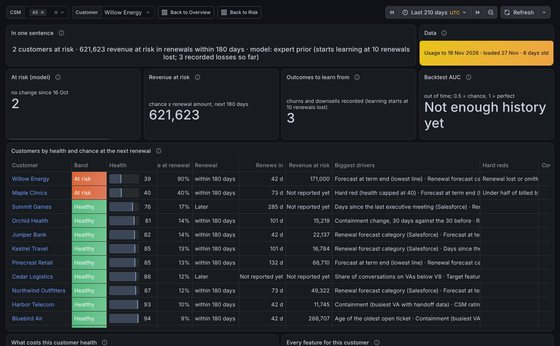 CSM All × Customer Willow Energy Back to Overview Back to Risk Last 210 days UTC Refresh
In one sentence
2 customers at risk · 621,623 revenue at risk in renewals within 180 days · model: expert prior (starts learning at 10 renewals
lost; 3 recorded losses so far)
Data
Usage to 19 Nov 2026 · loaded 27 Nov · 8 days old
At risk (model)
no change since 16 Oct
2
Revenue at risk
chance x renewal amount, next 180 days
621,623
Outcomes to learn from
churns and downsells recorded (learning starts at
10 renewals lost)
3
Backtest AUC
out of time; 0.5 = chance, 1 = perfect
Not enough history
yet
Customers by health and chance at the next renewal
Customer Band Health e at renewal Renewal Renews in Revenue at risk Biggest drivers Hard reds Co
Willow Energy At risk 39 90% within 180 days 42 d 171,000 Forecast at term end (lowest line) · Renewal forecast ca Renewal lost or omitt
Maple Clinics At risk 40 40% within 180 days 73 d Not reported yet Hard red (health capped at 40) · Forecast at term end (l Under half of billed b
Summit Games Healthy 76 17% Later 285 d Not reported yet Days since the last executive meeting (Salesforce) ·
Orchid Health Healthy 81 14% within 180 days 101 d 15,219 Containment change, 30 days against the 30 before · R
Juniper Bank Healthy 82 14% within 180 days 42 d 22,137 Renewal forecast category (Salesforce) · Forecast at t
Kestrel Travel Healthy 85 13% within 180 days 101 d 16,784 Renewal forecast category (Salesforce) · Days since the
Pinecrest Retail Healthy 85 13% within 180 days 132 d 66,710 Forecast at term end (lowest line) · Renewal forecast c
Cedar Logistics Healthy 86 12% Later Not reported yet Not reported yet Share of conversations on VAs below V8 · Target featur
Northwind Outfitters Healthy 87 12% within 180 days 73 d 49,322 Renewal forecast category (Salesforce) · Containment
Harbor Telecom Healthy 93 10% within 180 days 42 d 11,745 Containment (busiest VA with handoff data) · CSM ratin
Bluebird Air Healthy 94 9% within 180 days 42 d 268,707 Age of the oldest open ticket · Containment (busiest VA
What costs this customer health
Every feature for this customer